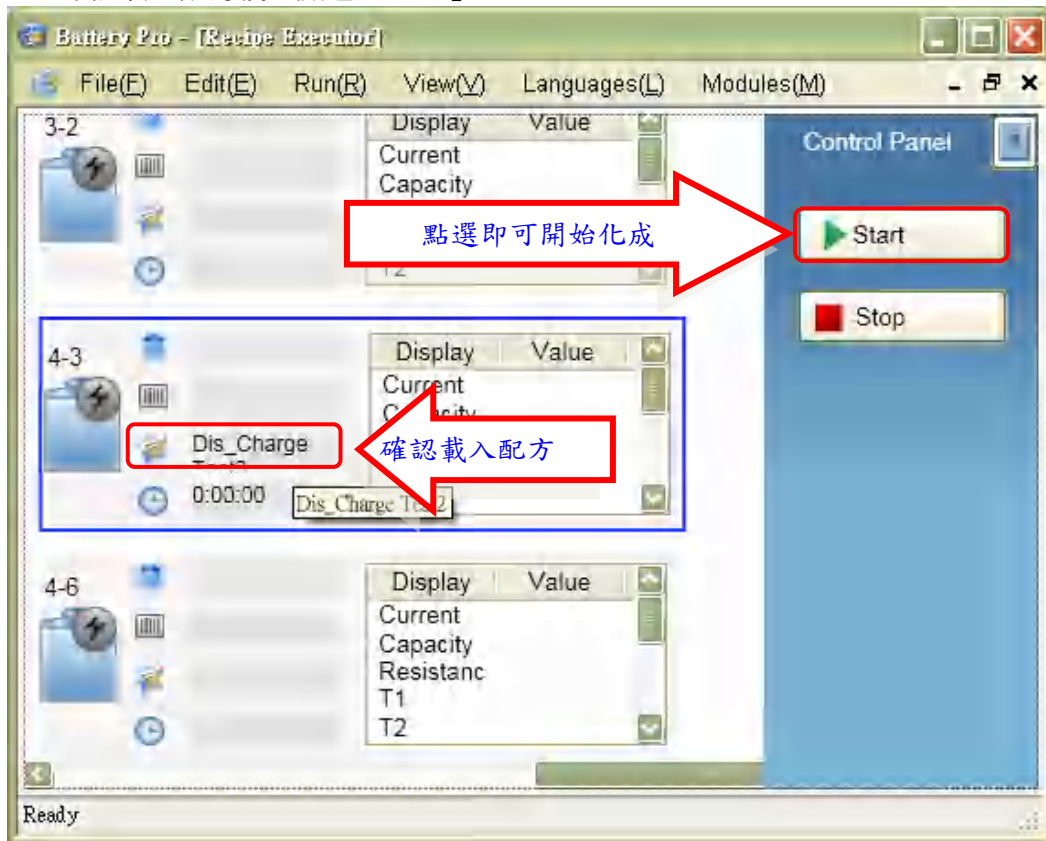 Battery Pro - [Recipe Executor]
File(F) Edit(E) Run(R) View(V) Languages(L) Modules(M)
3-2
Display Value
Current
Capacity
T2
點選即可開始化成
Control Panel
Start
Stop
4-3
Display Value
Current
Capacity
Dis_Charge
確認載入配方
0:00:00
Dis_Charge
4-6
Display Value
Current
Capacity
Resistanc
T1
T2
Ready